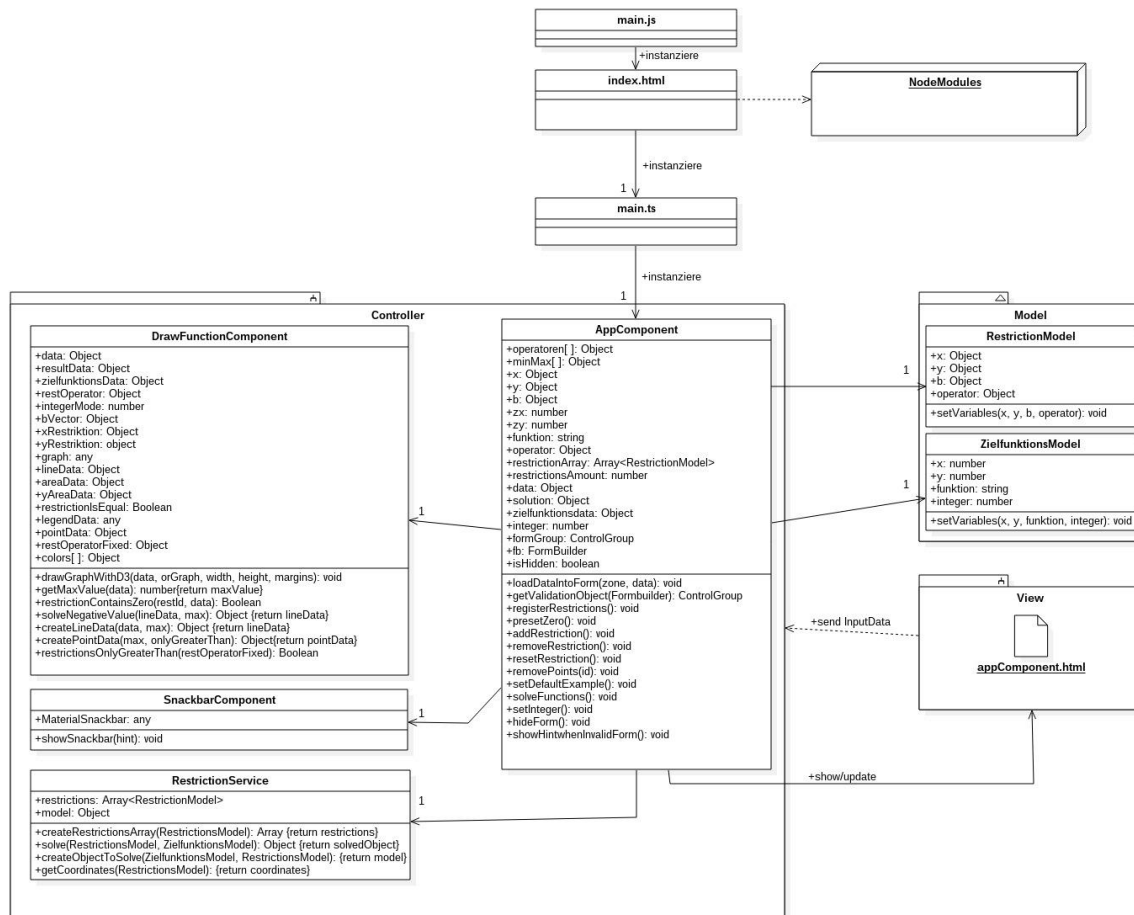 main.js
+instanziere
index.html
NodeModules
+instanziere
1
main.ts
+instanziere
1
Controller
DrawFunctionComponent
+data: Object
+resultData: Object
+zielfunktionsData: Object
+restOperator: Object
+integerMode: number
+bVector: Object
+xRestriktion: Object
+yRestriktion: object
+graph: any
+lineData: Object
+areaData: Object
+yAreaData: Object
+restrictionIsEqual: Boolean
+legendData: any
+pointData: Object
+restOperatorFixed: Object
+colors[ ]: Object
+drawGraphWithD3(data, orGraph, width, height, margins): void
+getMaxValue(data): number{return maxValue}
+restrictionContainsZero(restId, data): Boolean
+solveNegativeValue(lineData, max): Object {return lineData}
+createLineData(data, max): Object {return lineData}
+createPointData(max, onlyGreaterThan): Object{return pointData}
+restrictionsOnlyGreaterThan(restOperatorFixed): Boolean
1
SnackbarComponent
+MaterialSnackbar: any
+showSnackbar(hint): void
1
RestrictionService
+restrictions: Array<RestrictionModel>
+model: Object
+createRestrictionsArray(RestrictionsModel): Array {return restrictions}
+solve(RestrictionsModel, ZielfunktionsModel): Object {return solvedObject}
+createObjectToSolve(ZielfunktionsModel, RestrictionsModel): {return model}
+getCoordinates(RestrictionsModel): {return coordinates}
1
AppComponent
+operatoren[ ]: Object
+minMax[ ]: Object
+x: Object
+y: Object
+b: Object
+zx: number
+zy: number
+funktion: string
+operator: Object
+restrictionArray: Array<RestrictionModel>
+restrictionsAmount: number
+data: Object
+solution: Object
+zielfunktionsdata: Object
+integer: number
+formGroup: ControlGroup
+fb: FormBuilder
+isHidden: boolean
+loadDataIntoForm(zone, data): void
+getValidationObject(Formbuilder): ControlGroup
+registerRestrictions(): void
+presetZero(): void
+addRestriction(): void
+removeRestriction(): void
+resetRestriction(): void
+removePoints(id): void
+setDefaultExample(): void
+solveFunctions(): void
+setInteger(): void
+hideForm(): void
+showHintwhenInvalidForm(): void
1
1
Model
RestrictionModel
+x: Object
+y: Object
+b: Object
+operator: Object
+setVariables(x, y, b, operator): void
ZielfunktionsModel
+x: number
+y: number
+funktion: string
+integer: number
+setVariables(x, y, funktion, integer): void
+send InputData
View
appComponent.html
+show/update